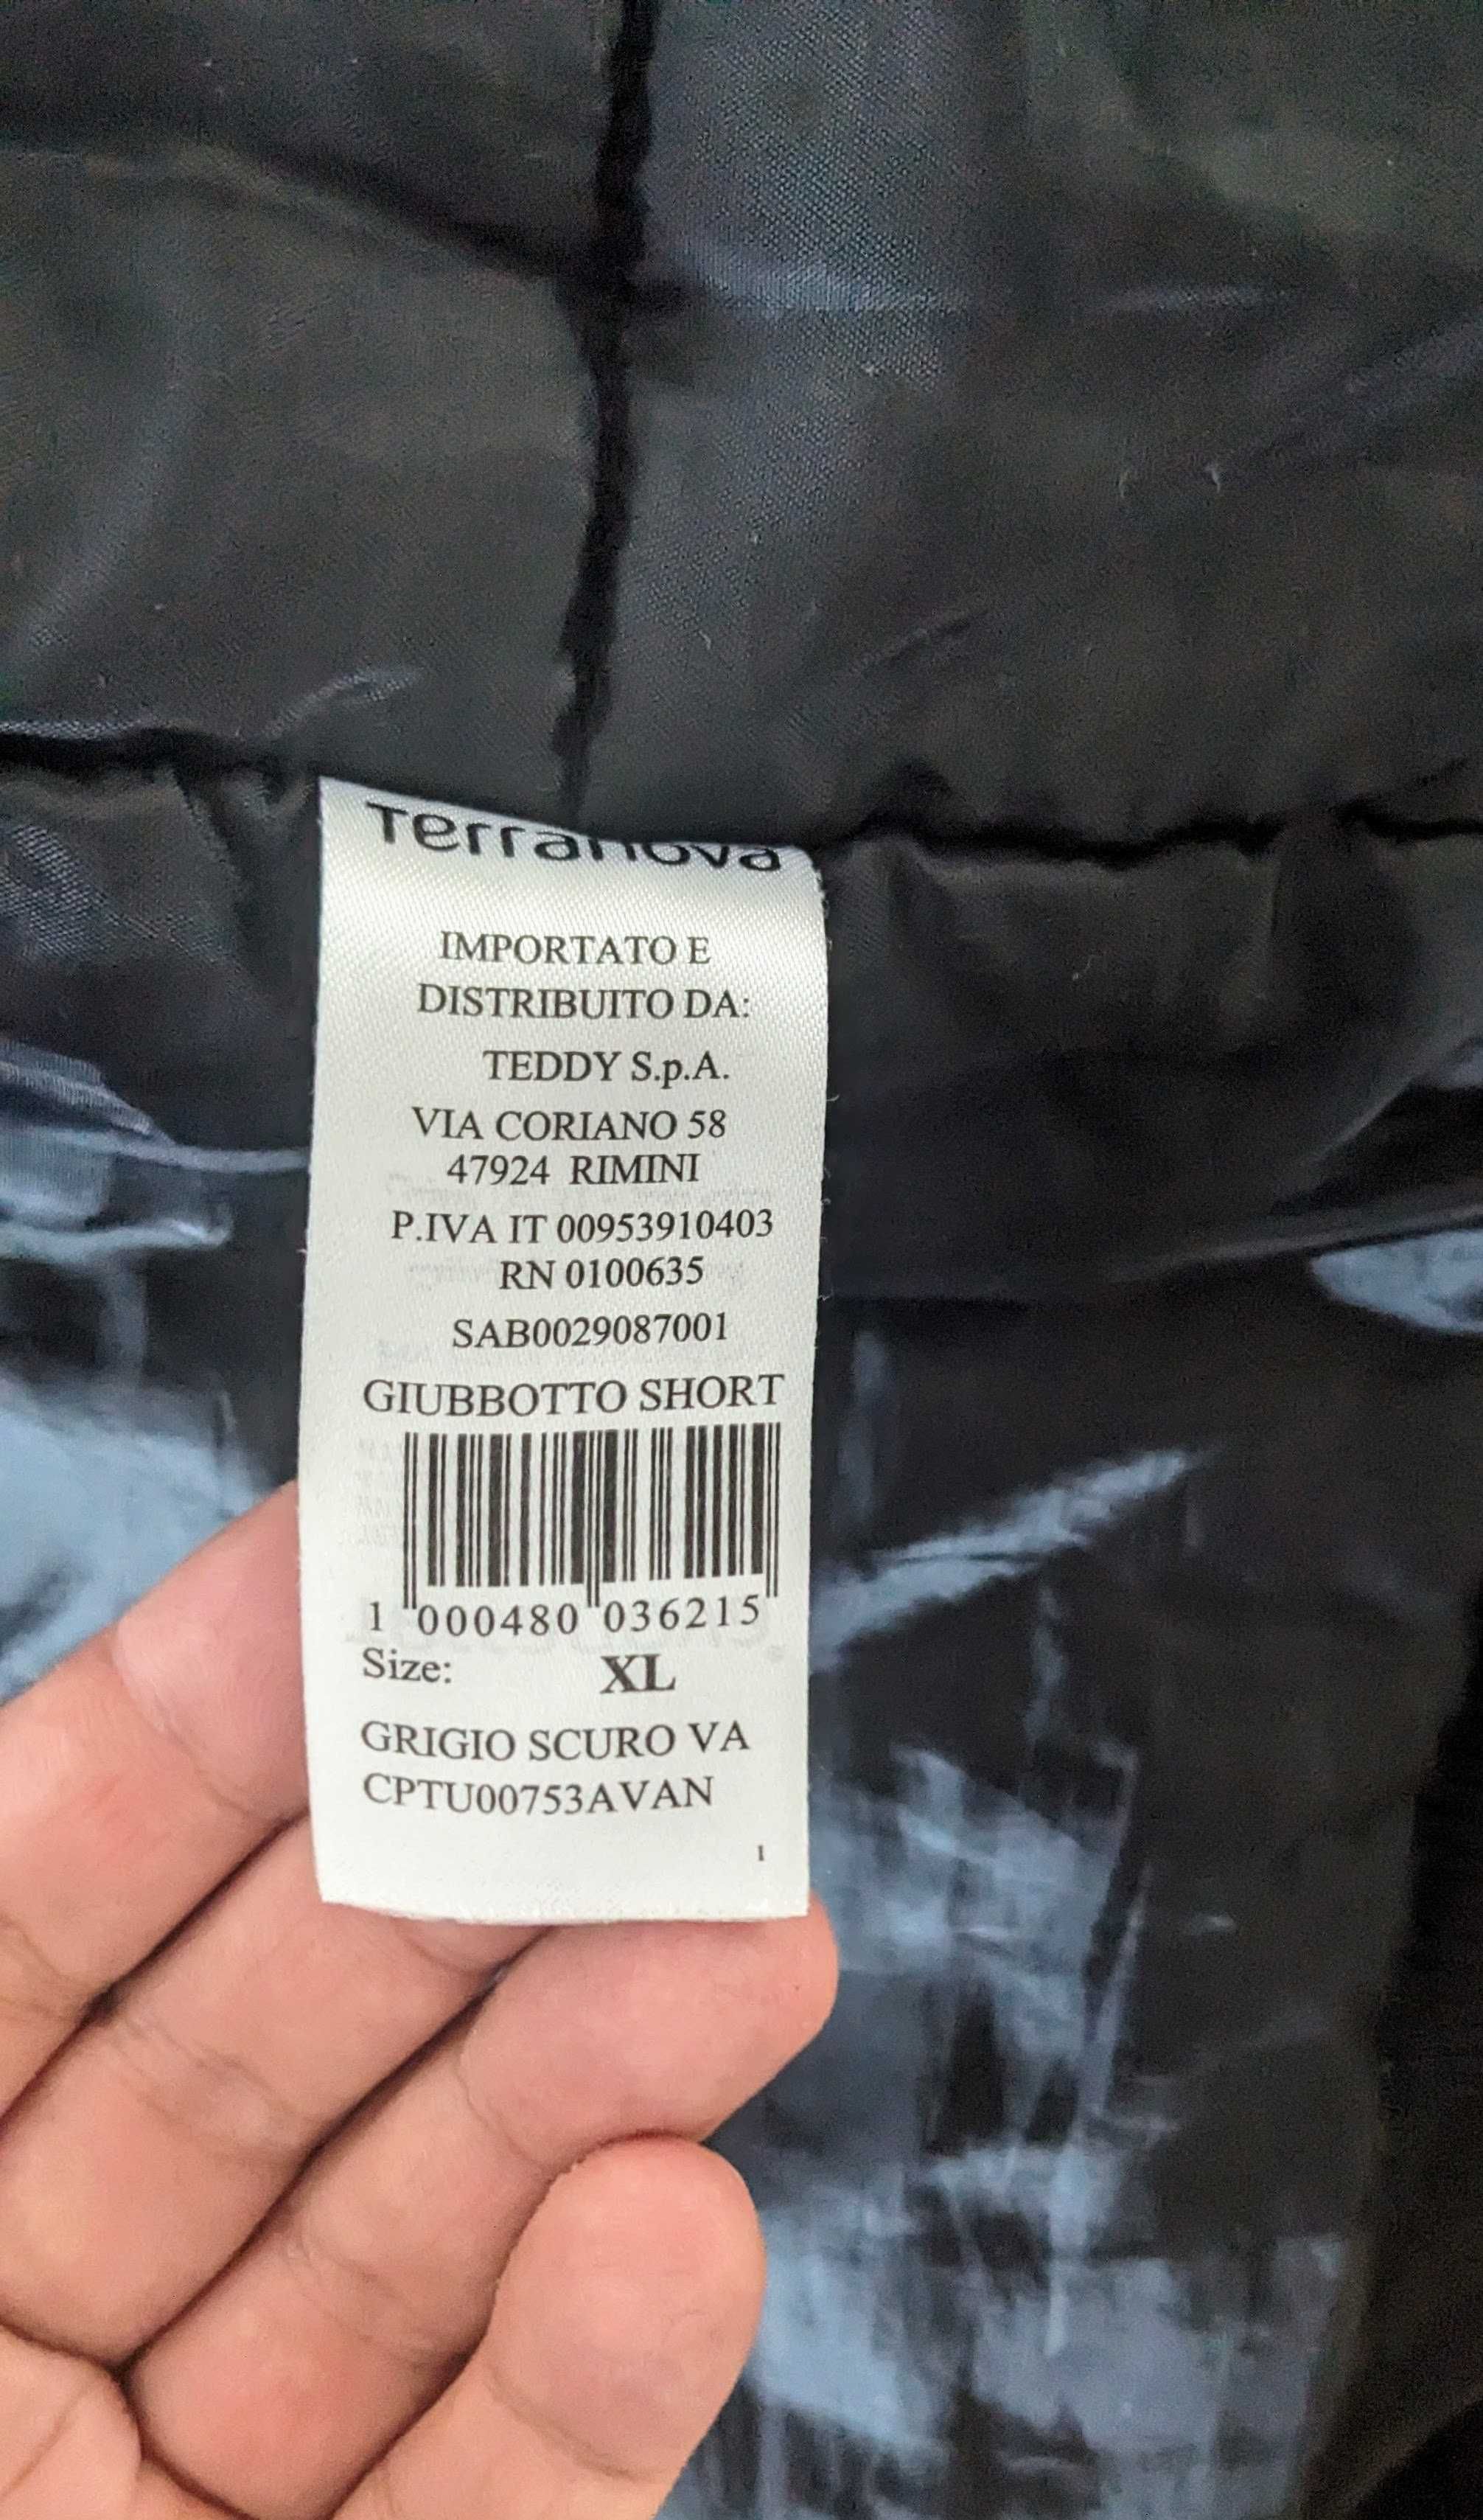 Terranova
IMPORTATO E
DISTRIBUITO DA:
TEDDY S.p.A.
VIA CORIANO 58
47924 RIMINI
P.IVA IT 00953910403
RN 0100635
SAB0029087001
GIUBBOTTO SHORT
1 000480 036215
Size: XL
GRIGIO SCURO VA
CPTU00753AVAN
1